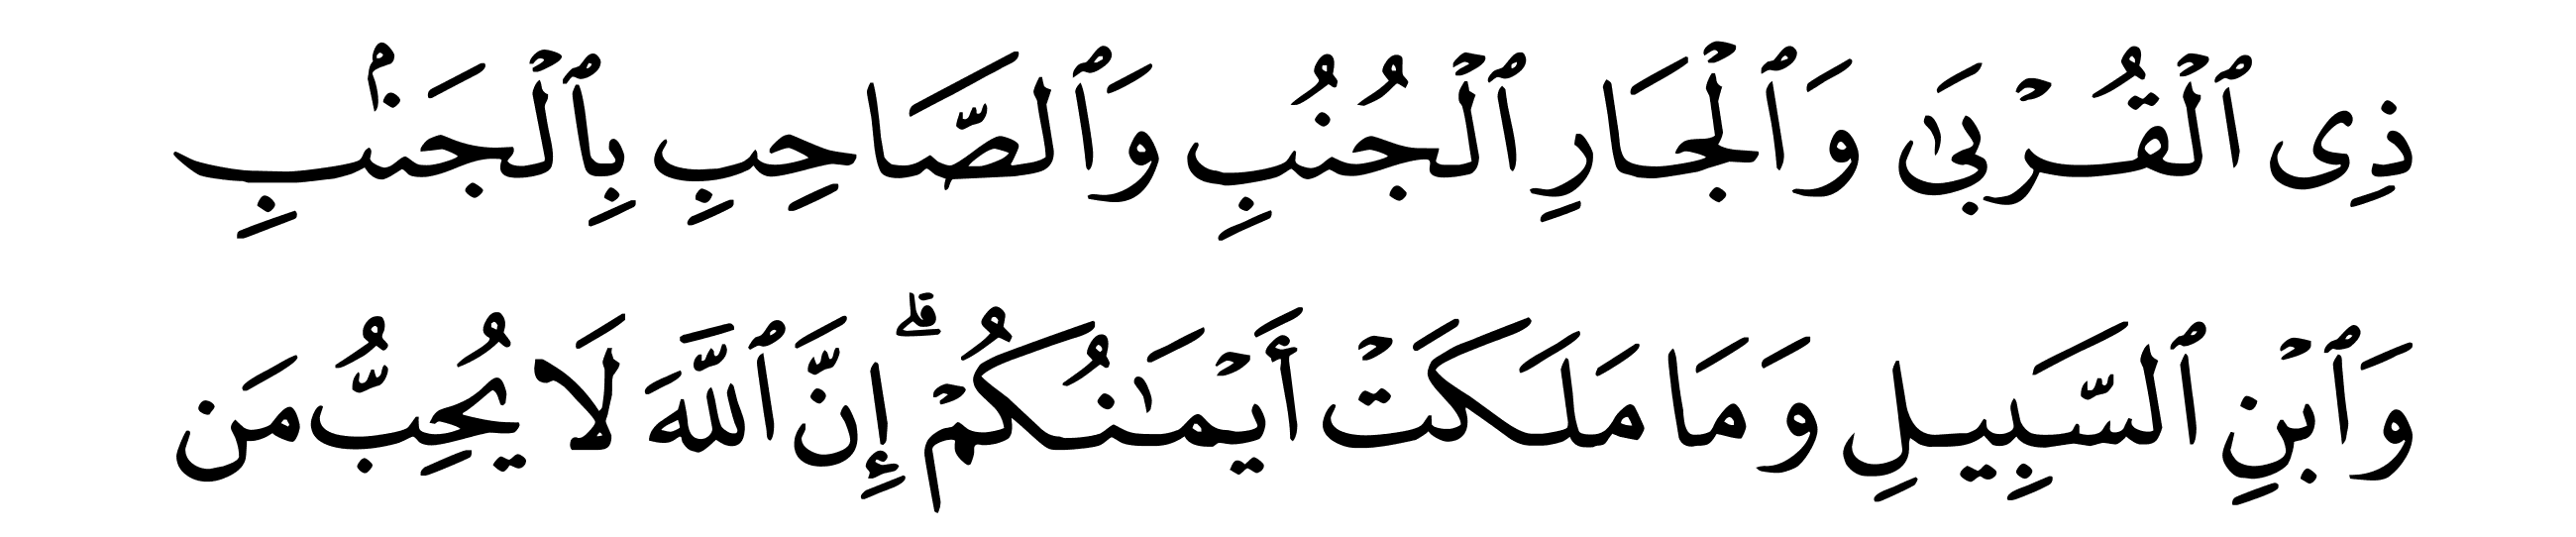 ذِى ٱلْقُرْبَىٰ وَٱلْجَارِ ٱلْجُنُبِ وَٱلصَّاحِبِ بِٱلْجَنۢبِ
وَٱبْنِ ٱلسَّبِيلِ وَمَا مَلَكَتْ أَيْمَـٰنُكُمْ ۗ إِنَّ ٱللَّهَ لَا يُحِبُّ مَن